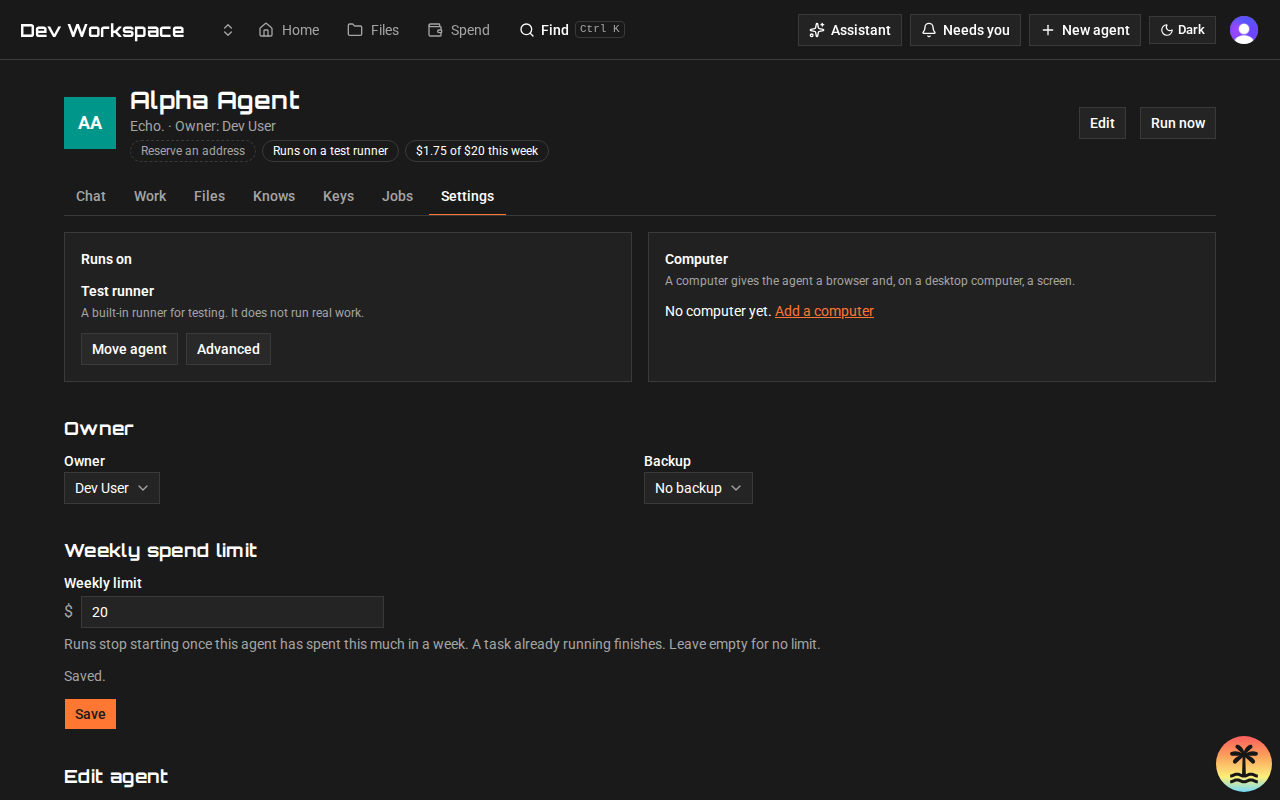 Dev Workspace
Home
Files
Spend
Find Ctrl K
Assistant
Needs you
New agent
Dark
AA
Alpha Agent
Echo. · Owner: Dev User
Reserve an address
Runs on a test runner
$1.75 of $20 this week
Edit
Run now
Chat
Work
Files
Knows
Keys
Jobs
Settings
Runs on
Test runner
A built-in runner for testing. It does not run real work.
Move agent
Advanced
Computer
A computer gives the agent a browser and, on a desktop computer, a screen.
No computer yet. Add a computer
Owner
Owner
Dev User
Backup
No backup
Weekly spend limit
Weekly limit
$ 20
Runs stop starting once this agent has spent this much in a week. A task already running finishes. Leave empty for no limit.
Saved.
Save
Edit agent